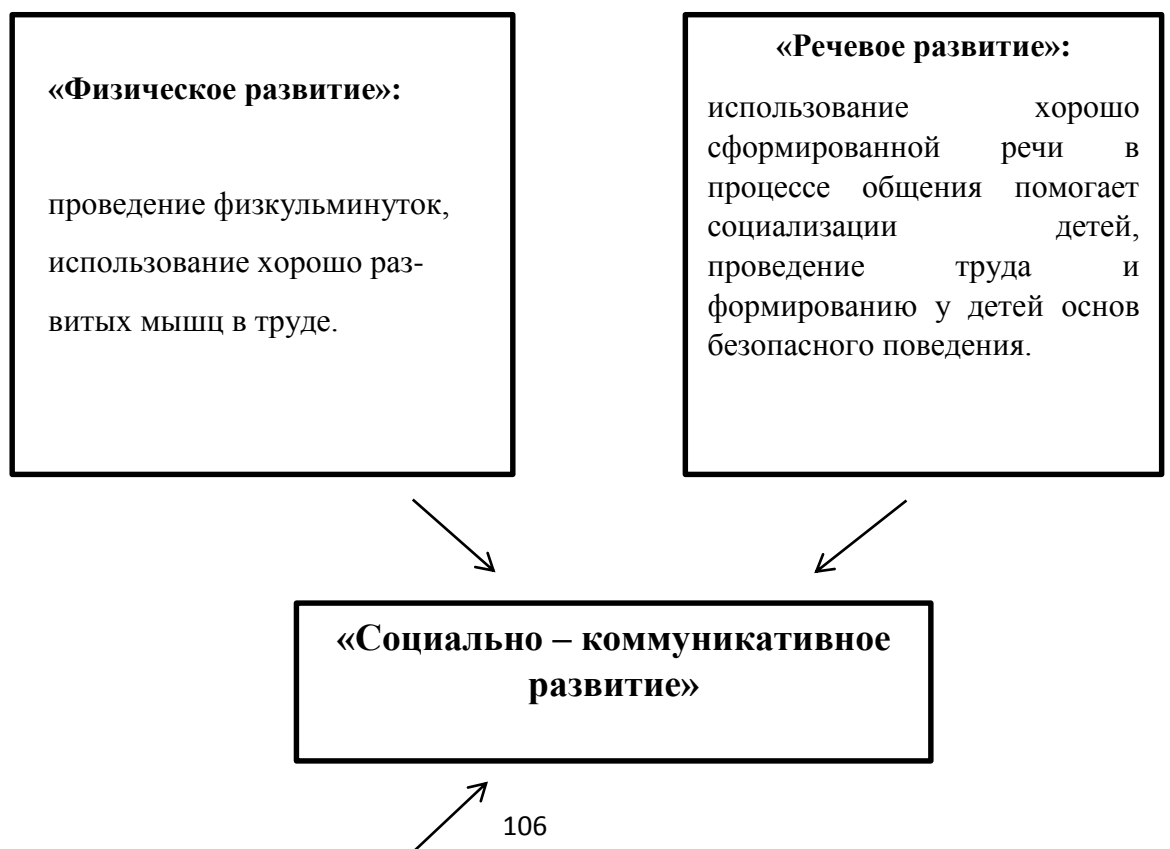 «Физическое развитие»:
проведение физкульминуток,
использование хорошо раз-
витых мышц в труде.
«Речевое развитие»:
использование хорошо
сформированной речи в
процессе общения помогает
социализации детей,
проведение труда и
формированию у детей основ
безопасного поведения.
«Социально – коммуникативное
развитие»
106